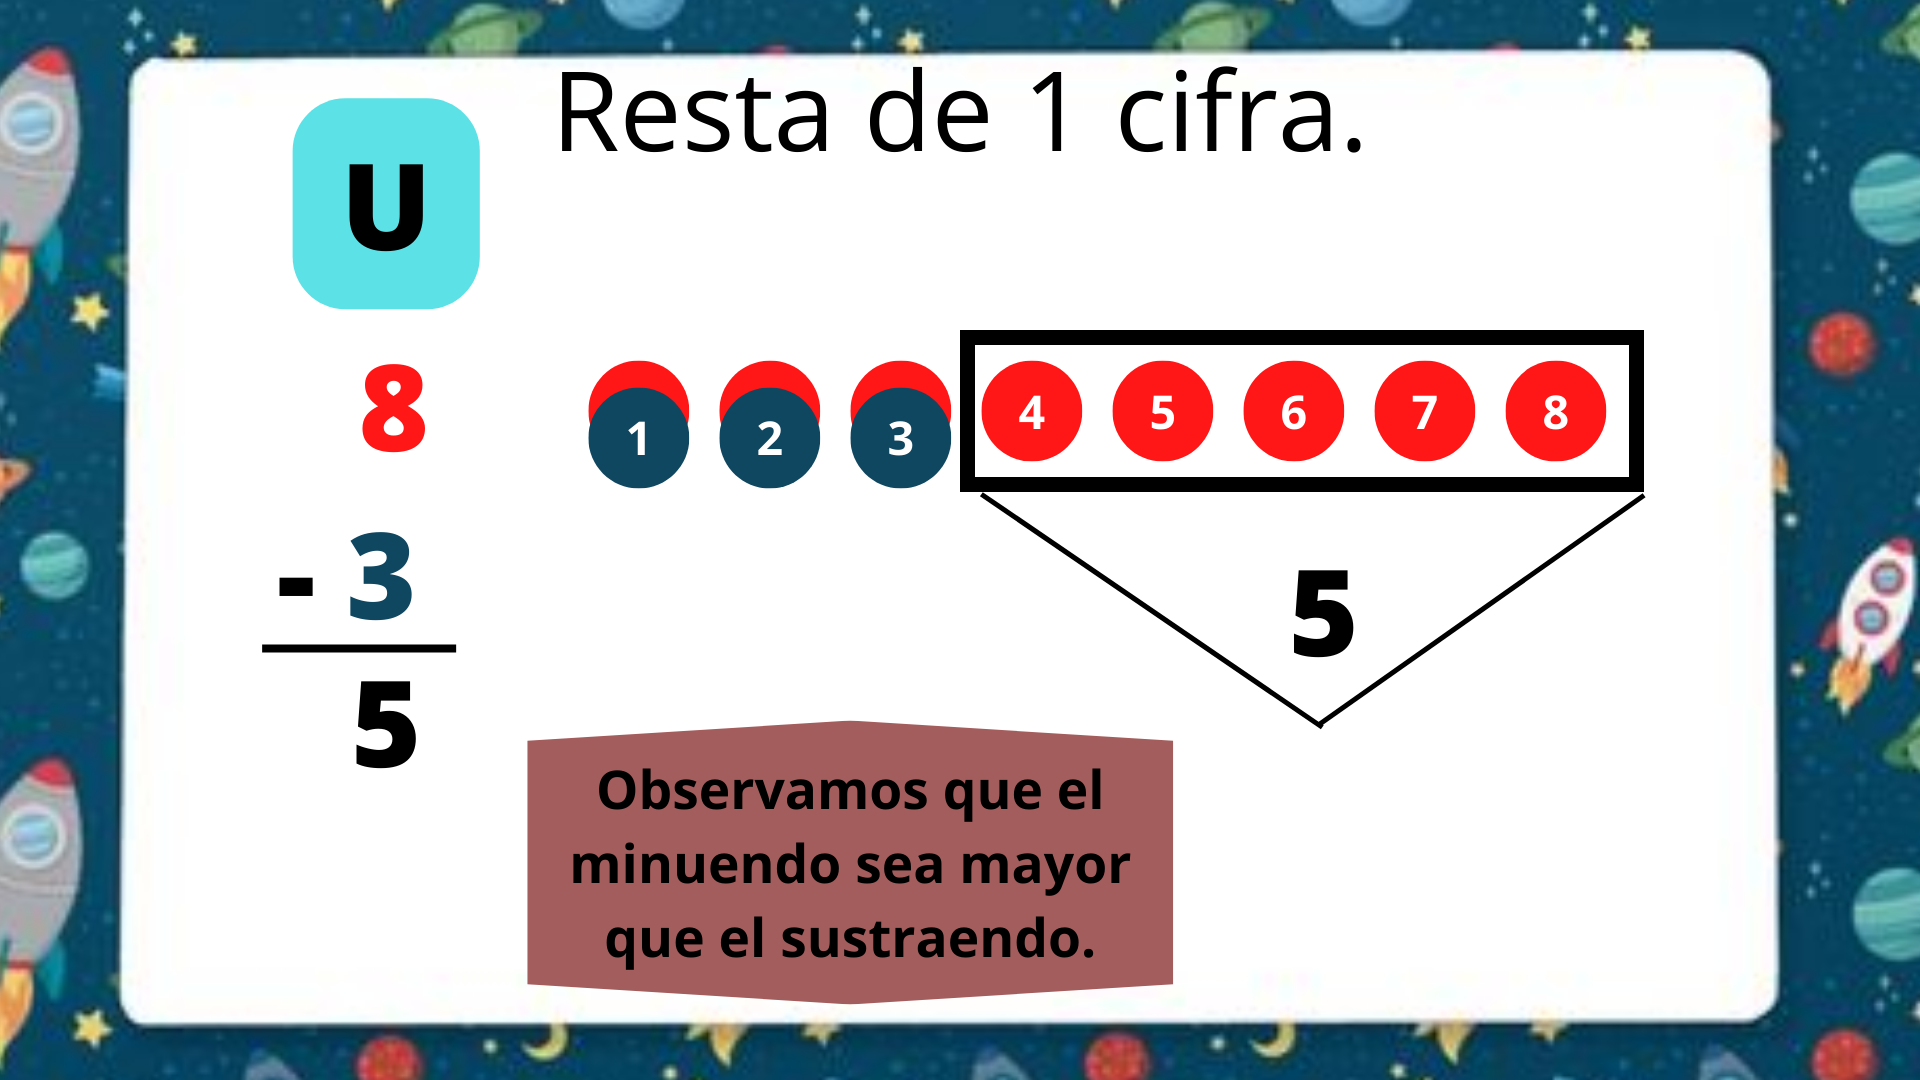 Resta de 1 cifra.
U
8
1 2 3 4 5 6 7 8
- 3
5
5
Observamos que el
minuendo sea mayor
que el sustraendo.